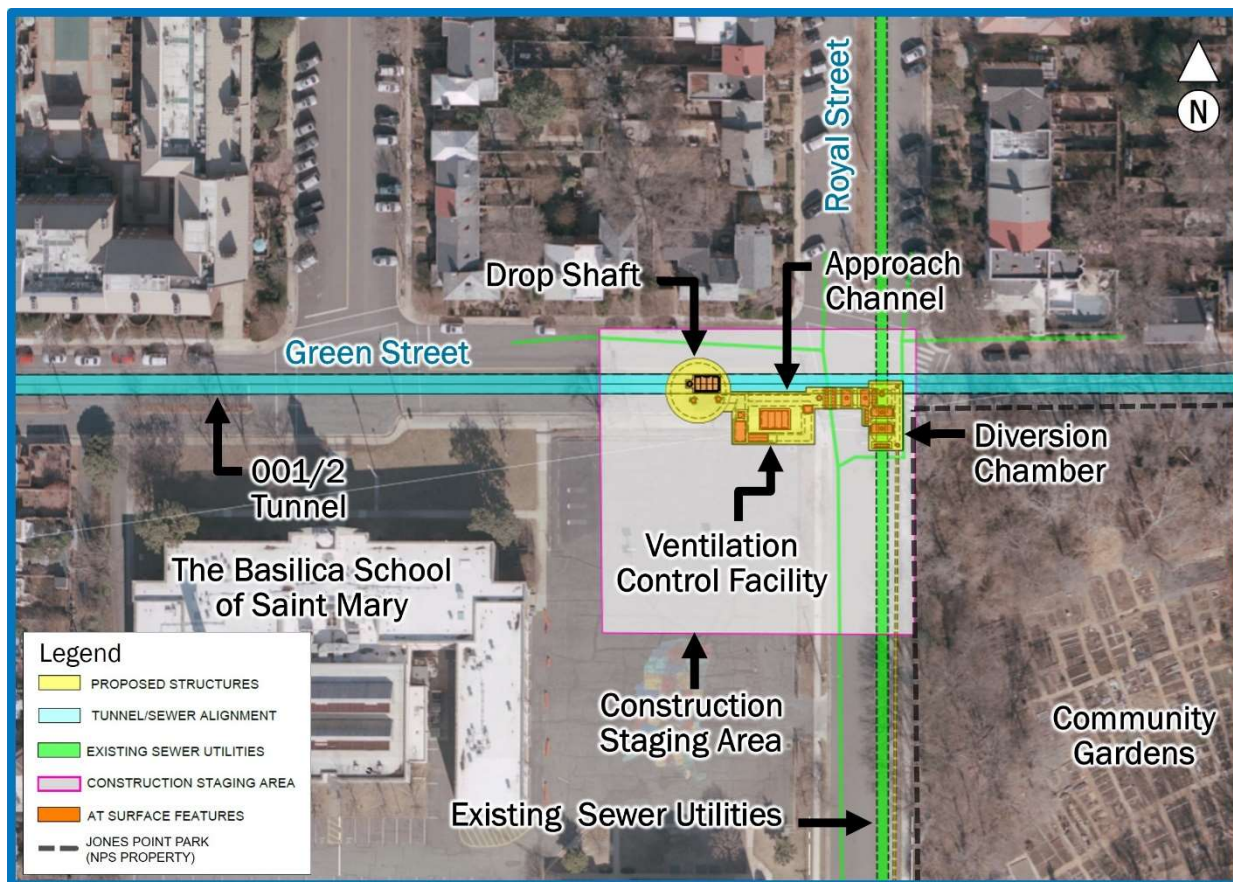 N
Royal Street
Drop Shaft
Approach
Channel
Green Street
001/2
Tunnel
Diversion
Chamber
Ventilation
Control Facility
The Basilica School
of Saint Mary
Construction
Staging Area
Community
Gardens
Existing Sewer Utilities
Legend
PROPOSED STRUCTURES
TUNNEL/SEWER ALIGNMENT
EXISTING SEWER UTILITIES
CONSTRUCTION STAGING AREA
AT SURFACE FEATURES
JONES POINT PARK
(NPS PROPERTY)